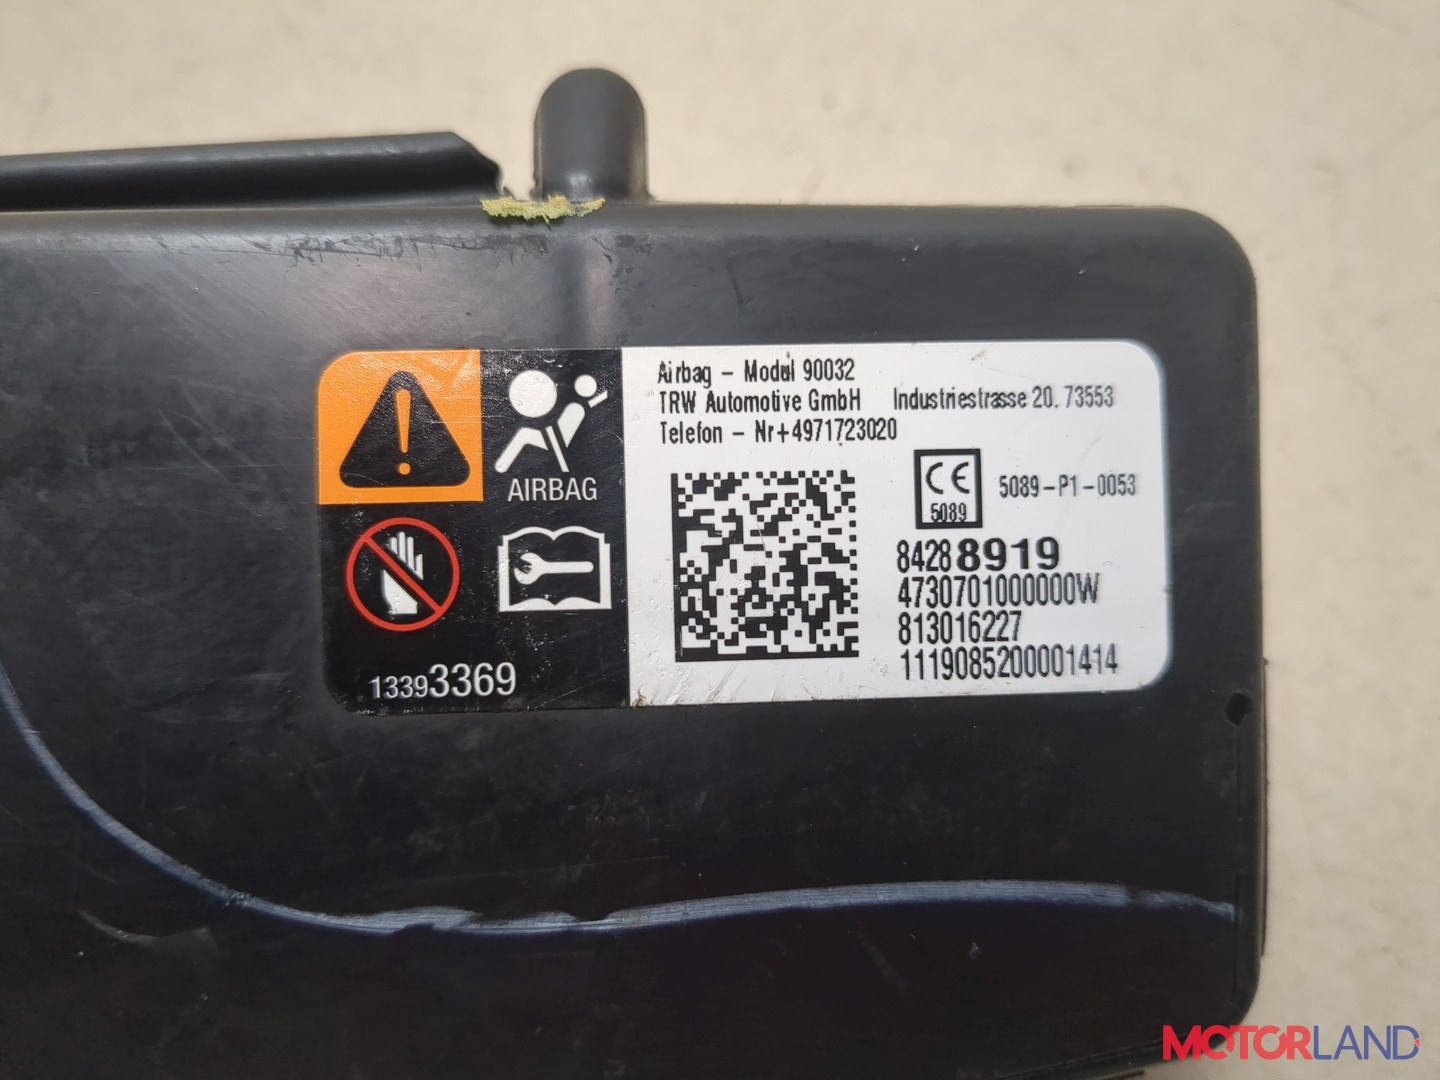 Airbag - Modul 90032
TRW Automotive GmbH Industriestrasse 20. 73553
Telefon - Nr+4971723020
AIRBAG
CE
5089
5089-P1-0053
84288919
4730701000000W
813016227
1119085200001414
13393369
MOTORLAND